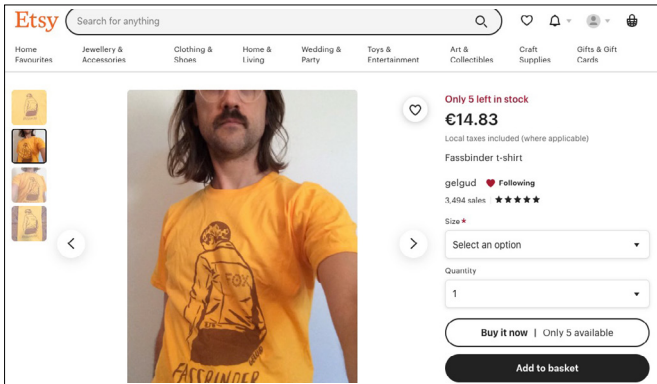 Etsy
Search for anything
Home Favourites
Jewellery & Accessories
Clothing & Shoes
Home & Living
Wedding & Party
Toys & Entertainment
Art & Collectibles
Craft Supplies
Gifts & Gift Cards
Only 5 left in stock
€14.83
Local taxes included (where applicable)
Fassbinder t-shirt
gelgud Following
3,494 sales
Size *
Select an option
Quantity
1
Buy it now | Only 5 available
Add to basket
FOX
FASSBINDER